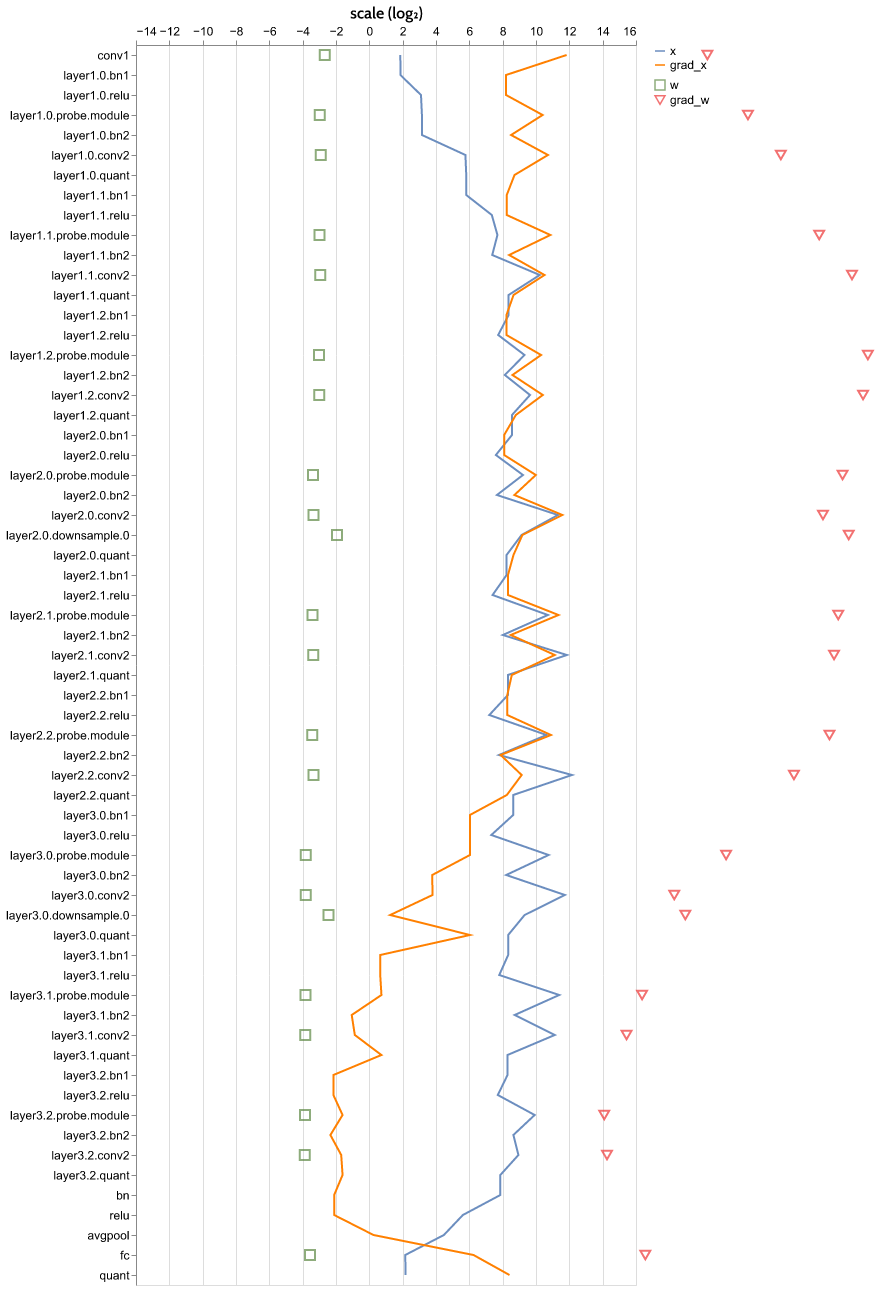 scale (log₂)
−14 −12 −10 −8 −6 −4 −2 0 2 4 6 8 10 12 14 16
x
grad_x
w
grad_w
conv1
layer1.0.bn1
layer1.0.relu
layer1.0.probe.module
layer1.0.bn2
layer1.0.conv2
layer1.0.quant
layer1.1.bn1
layer1.1.relu
layer1.1.probe.module
layer1.1.bn2
layer1.1.conv2
layer1.1.quant
layer1.2.bn1
layer1.2.relu
layer1.2.probe.module
layer1.2.bn2
layer1.2.conv2
layer1.2.quant
layer2.0.bn1
layer2.0.relu
layer2.0.probe.module
layer2.0.bn2
layer2.0.conv2
layer2.0.downsample.0
layer2.0.quant
layer2.1.bn1
layer2.1.relu
layer2.1.probe.module
layer2.1.bn2
layer2.1.conv2
layer2.1.quant
layer2.2.bn1
layer2.2.relu
layer2.2.probe.module
layer2.2.bn2
layer2.2.conv2
layer2.2.quant
layer3.0.bn1
layer3.0.relu
layer3.0.probe.module
layer3.0.bn2
layer3.0.conv2
layer3.0.downsample.0
layer3.0.quant
layer3.1.bn1
layer3.1.relu
layer3.1.probe.module
layer3.1.bn2
layer3.1.conv2
layer3.1.quant
layer3.2.bn1
layer3.2.relu
layer3.2.probe.module
layer3.2.bn2
layer3.2.conv2
layer3.2.quant
bn
relu
avgpool
fc
quant